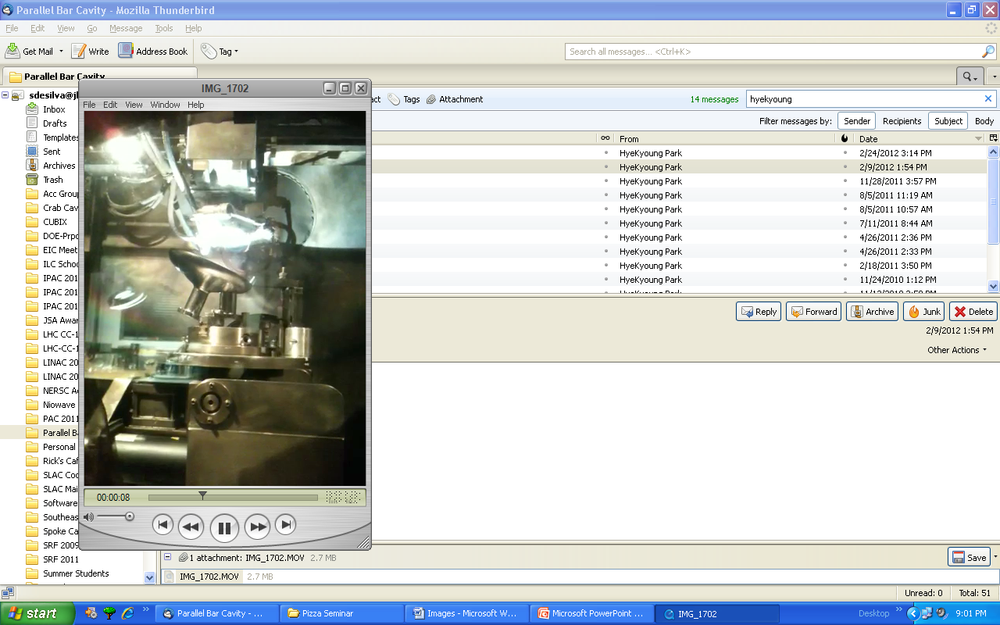 Parallel Bar Cavity - Mozilla Thunderbird
File Edit View Go Message Tools Help
Get Mail Write Address Book Tag
Search all messages... <Ctrl+K>
Parallel Bar Cavity
IMG_1702
File Edit View Window Help
Tags Attachment 14 messages hyekyoung
Filter messages by: Sender Recipients Subject Body
From Date
HyeKyoung Park 2/24/2012 3:14 PM
HyeKyoung Park 2/9/2012 1:54 PM
HyeKyoung Park 11/28/2011 3:57 PM
HyeKyoung Park 8/5/2011 11:19 AM
HyeKyoung Park 8/5/2011 10:57 AM
HyeKyoung Park 7/11/2011 8:44 AM
HyeKyoung Park 4/26/2011 2:36 PM
HyeKyoung Park 4/26/2011 2:33 PM
HyeKyoung Park 2/18/2011 3:50 PM
HyeKyoung Park 11/24/2010 1:12 PM
sdesilva@jl
Inbox
Drafts
Templates
Sent
Archives
Trash
Acc Group
Crab Cav
CUBIX
DOE-Prpo
EIC Meet
ILC Schoo
IPAC 201
IPAC 201
IPAC 201
JSA Awar
LHC CC-1
LHC-CC-1
LINAC 20
LINAC 20
NERSC Ac
Niowave
PAC 2011
Parallel Ba
Personal
Rick's Caf
SLAC Coo
SLAC Mai
Software
Southeas
Spoke Ca
SRF 2009
SRF 2011
Summer Students
Reply Forward Archive Junk Delete
2/9/2012 1:54 PM
Other Actions
00:00:08
1 attachment: IMG_1702.MOV 2.7 MB
Save
IMG_1702.MOV 2.7 MB
Unread: 0 Total: 51
start Parallel Bar Cavity - ... Pizza Seminar Images - Microsoft W... Microsoft PowerPoint ... IMG_1702 Desktop 9:01 PM